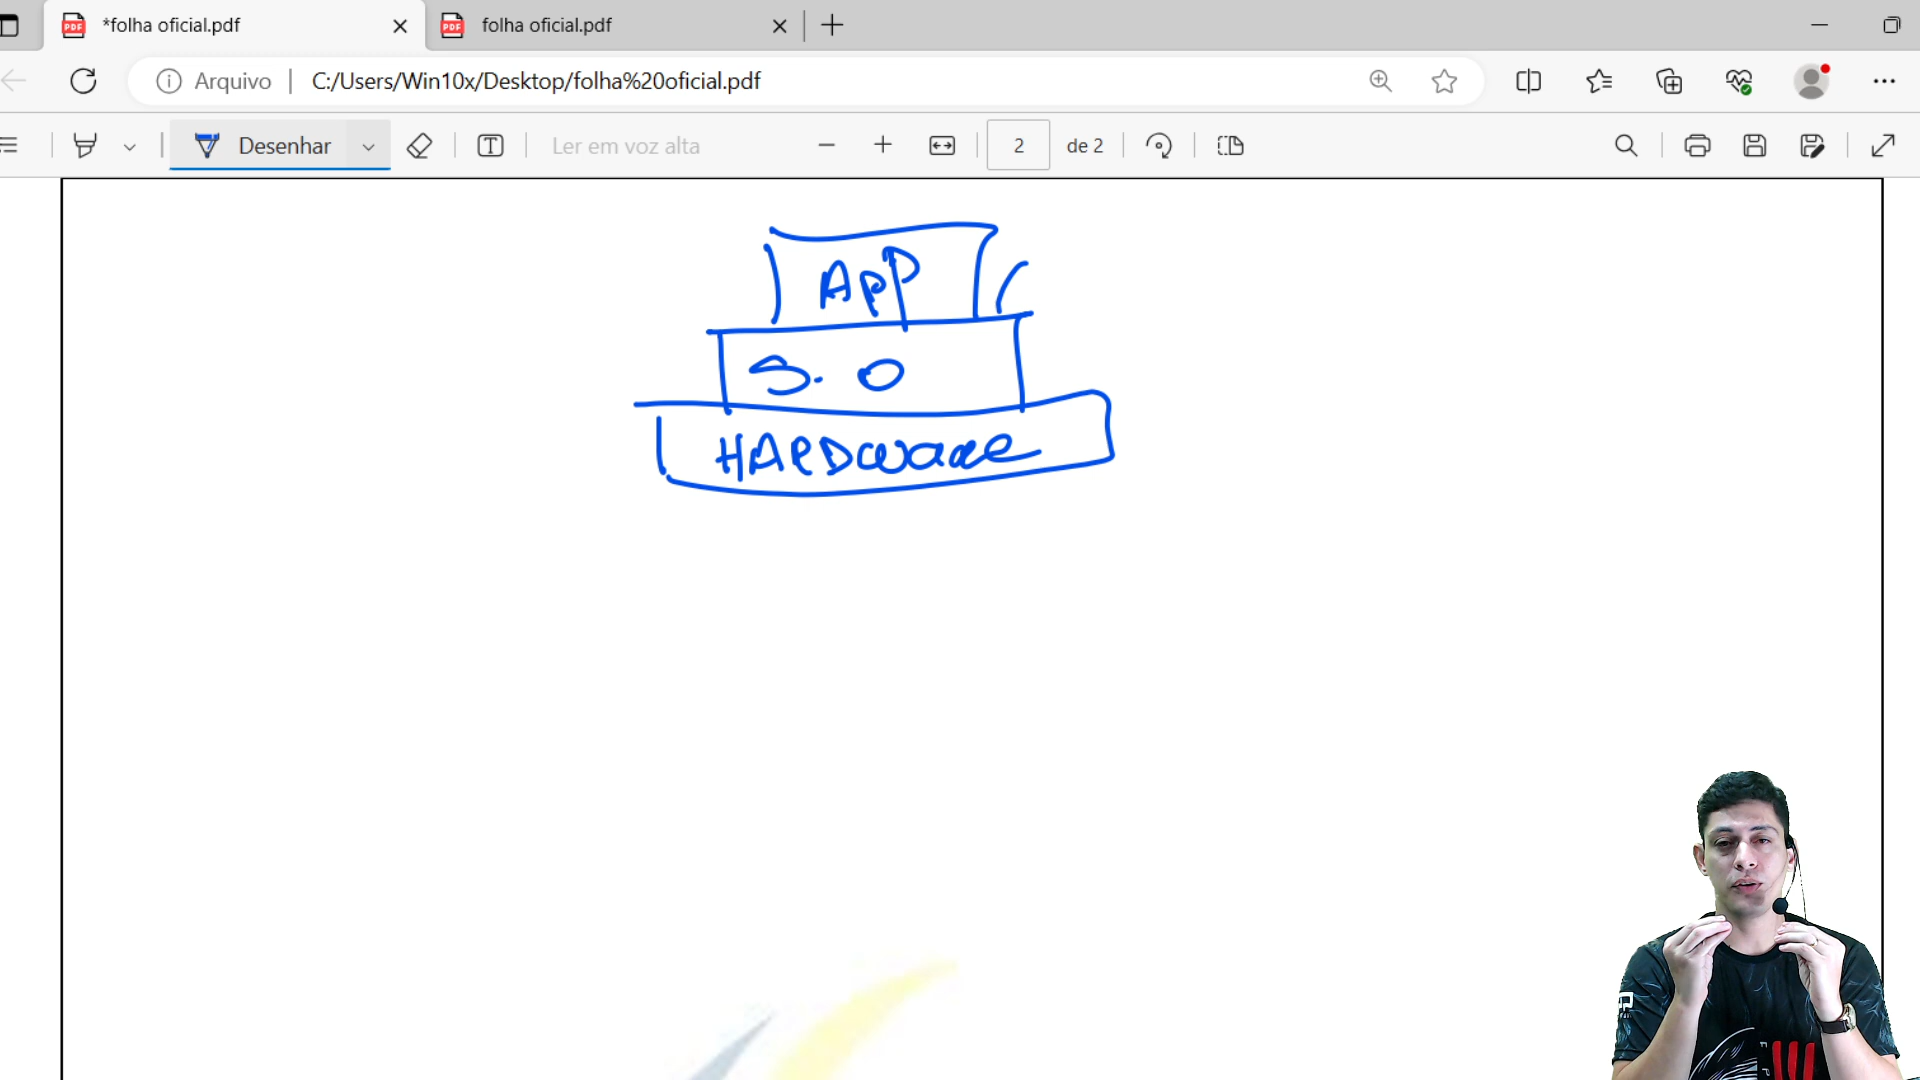 *folha oficial.pdf
folha oficial.pdf
Arquivo
C:/Users/Win10x/Desktop/folha%20oficial.pdf
Desenhar
Ler em voz alta
2
de 2
APP
S. O
HARDware